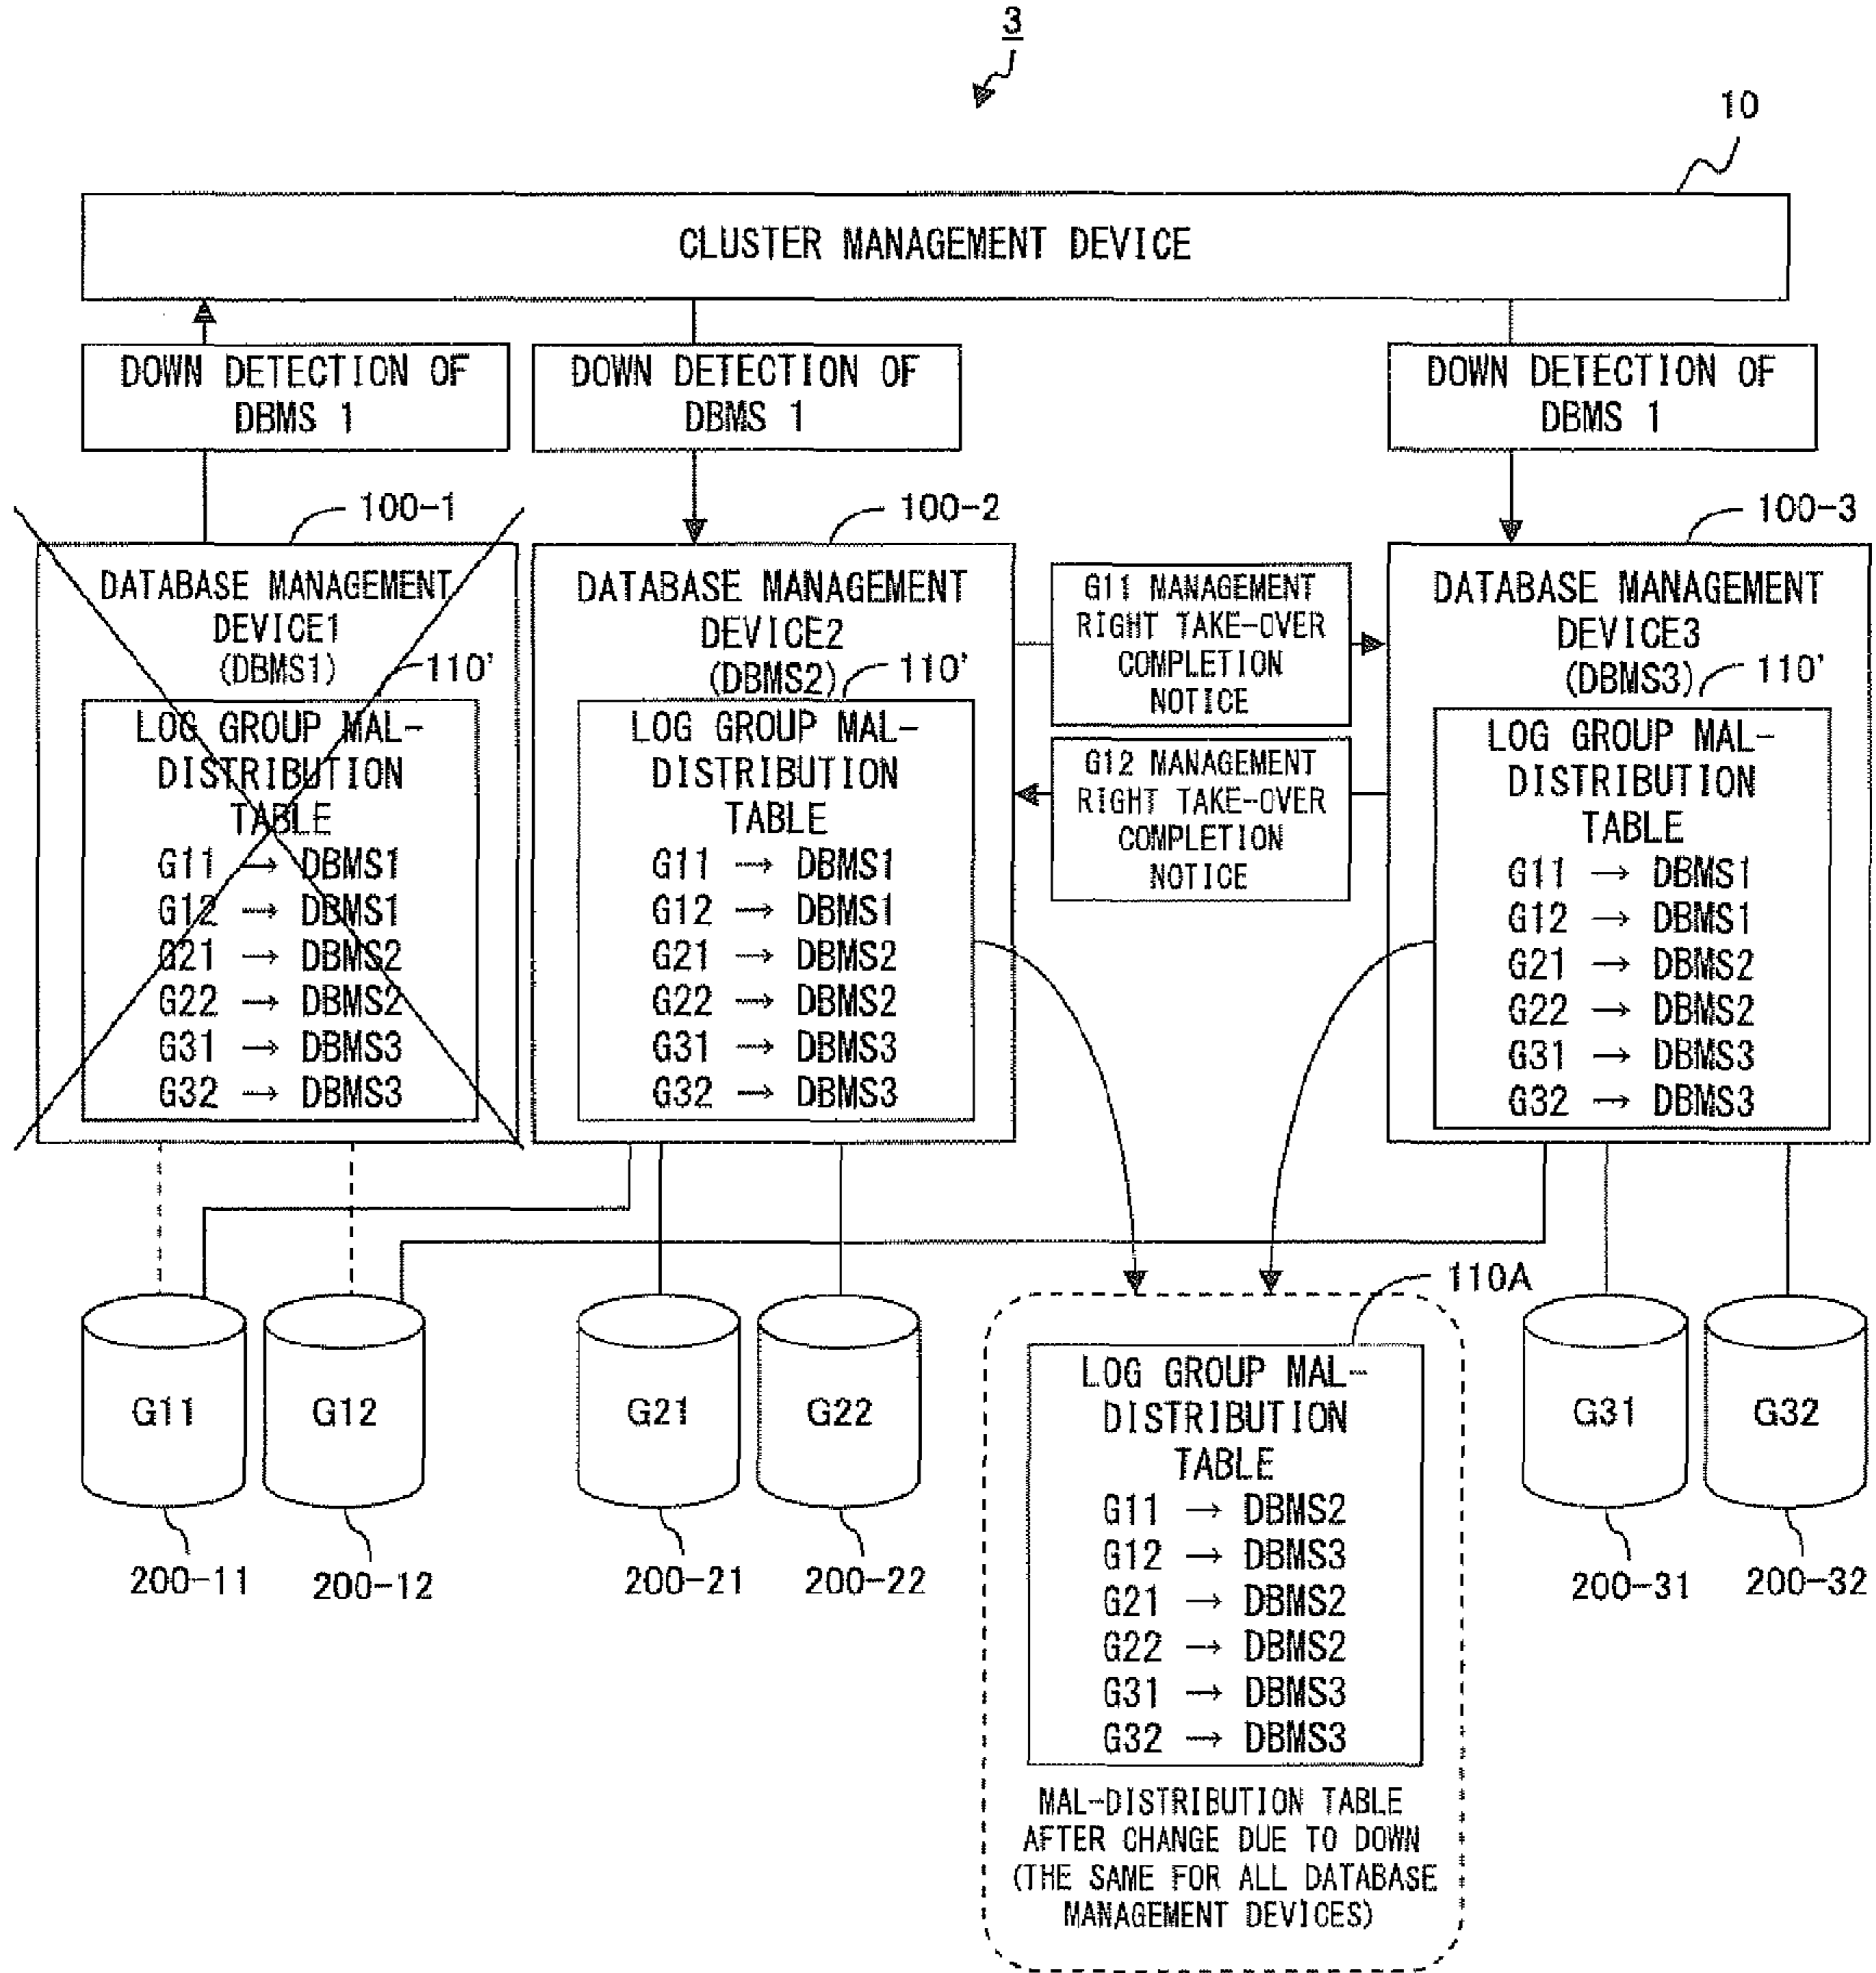 3
10
CLUSTER MANAGEMENT DEVICE
DOWN DETECTION OF
DBMS 1
DOWN DETECTION OF
DBMS 1
DOWN DETECTION OF
DBMS 1
100-1
DATABASE MANAGEMENT
DEVICE1
(DBMS1)
110'
LOG GROUP MAL-
DISTRIBUTION
TABLE
G11 → DBMS1
G12 → DBMS1
G21 → DBMS2
G22 → DBMS2
G31 → DBMS3
G32 → DBMS3
100-2
DATABASE MANAGEMENT
DEVICE2
(DBMS2)
110'
LOG GROUP MAL-
DISTRIBUTION
TABLE
G11 → DBMS1
G12 → DBMS1
G21 → DBMS2
G22 → DBMS2
G31 → DBMS3
G32 → DBMS3
G11 MANAGEMENT
RIGHT TAKE-OVER
COMPLETION
NOTICE
G12 MANAGEMENT
RIGHT TAKE-OVER
COMPLETION
NOTICE
100-3
DATABASE MANAGEMENT
DEVICE3
(DBMS3)
110'
LOG GROUP MAL-
DISTRIBUTION
TABLE
G11 → DBMS1
G12 → DBMS1
G21 → DBMS2
G22 → DBMS2
G31 → DBMS3
G32 → DBMS3
G11
200-11
G12
200-12
G21
200-21
G22
200-22
110A
LOG GROUP MAL-
DISTRIBUTION
TABLE
G11 → DBMS2
G12 → DBMS3
G21 → DBMS2
G22 → DBMS2
G31 → DBMS3
G32 → DBMS3
MAL-DISTRIBUTION TABLE
AFTER CHANGE DUE TO DOWN
(THE SAME FOR ALL DATABASE
MANAGEMENT DEVICES)
G31
200-31
G32
200-32